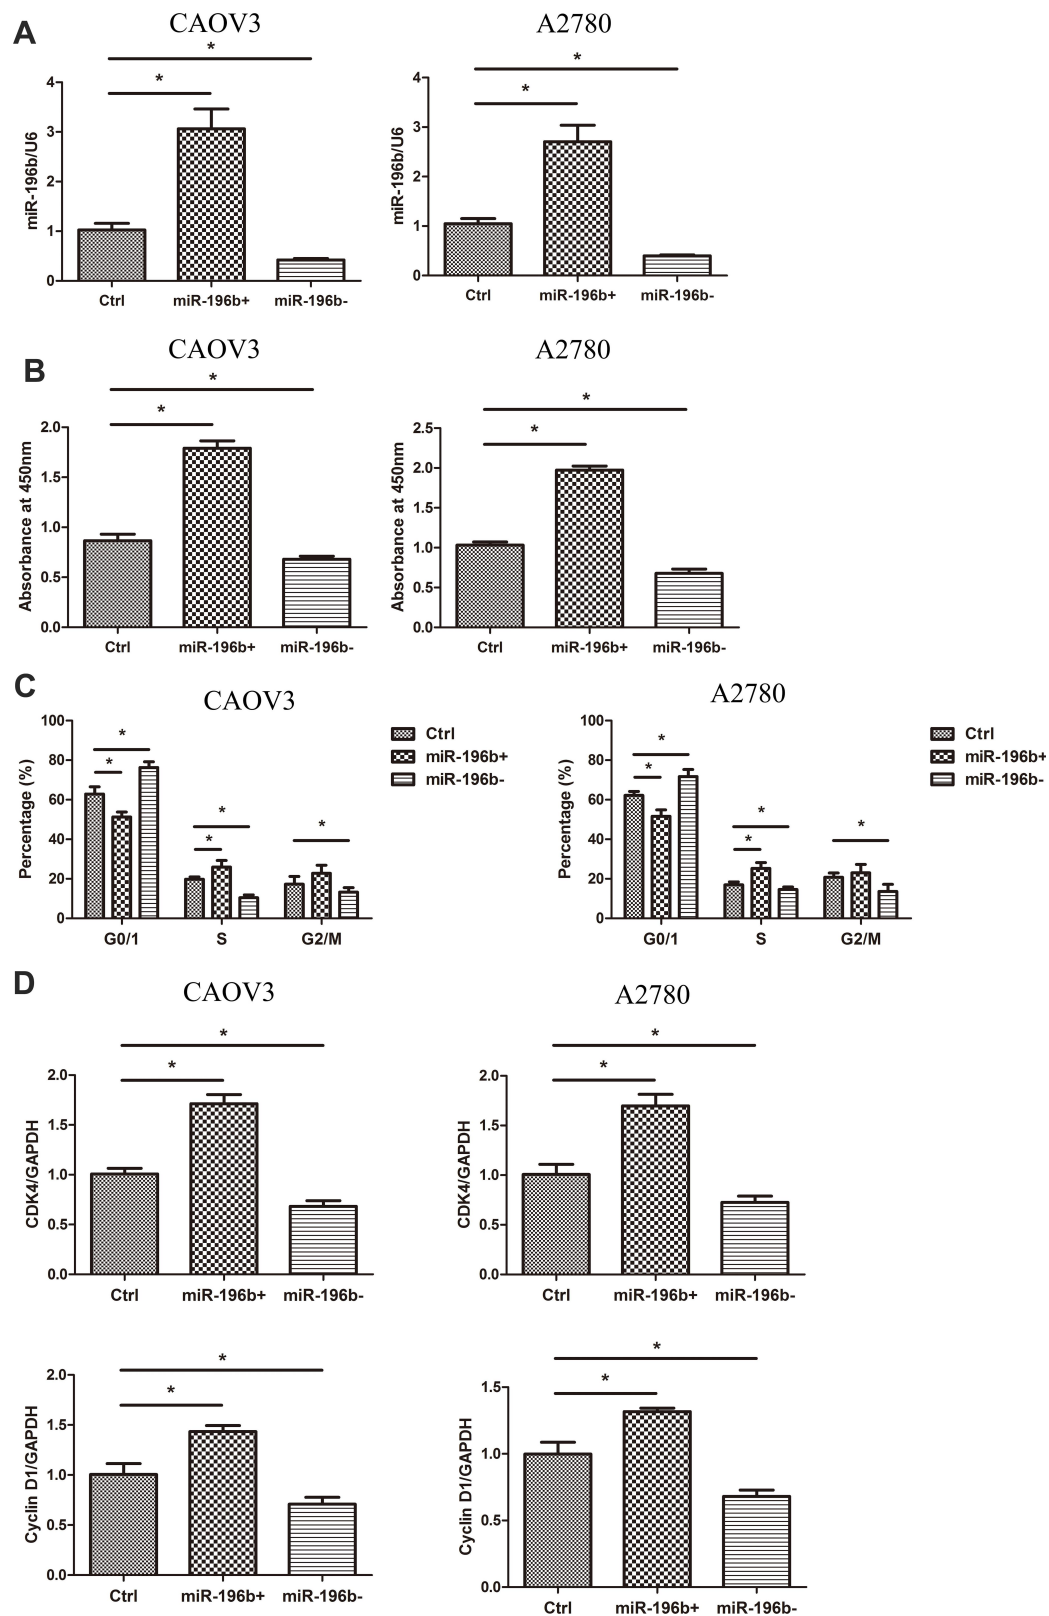 A
CAOV3
A2780
*
*
*
*
miR-196b/U6
4
3
2
1
0
Ctrl
miR-196b+
miR-196b-
miR-196b/U6
4
3
2
1
0
Ctrl
miR-196b+
miR-196b-
B
CAOV3
A2780
*
*
*
*
Absorbance at 450nm
2.0
1.5
1.0
0.5
0.0
Ctrl
miR-196b+
miR-196b-
Absorbance at 450nm
2.5
2.0
1.5
1.0
0.5
0.0
Ctrl
miR-196b+
miR-196b-
C
CAOV3
Percentage (%)
100
80
60
40
20
0
*
*
*
*
*
G0/1
S
G2/M
Ctrl
miR-196b+
miR-196b-
A2780
Percentage (%)
100
80
60
40
20
0
*
*
*
*
*
G0/1
S
G2/M
Ctrl
miR-196b+
miR-196b-
D
CAOV3
A2780
*
*
CDK4/GAPDH
2.0
1.5
1.0
0.5
0.0
Ctrl
miR-196b+
miR-196b-
*
*
CDK4/GAPDH
2.0
1.5
1.0
0.5
0.0
Ctrl
miR-196b+
miR-196b-
*
*
Cyclin D1/GAPDH
2.0
1.5
1.0
0.5
0.0
Ctrl
miR-196b+
miR-196b-
*
*
Cyclin D1/GAPDH
1.5
1.0
0.5
0.0
Ctrl
miR-196b+
miR-196b-